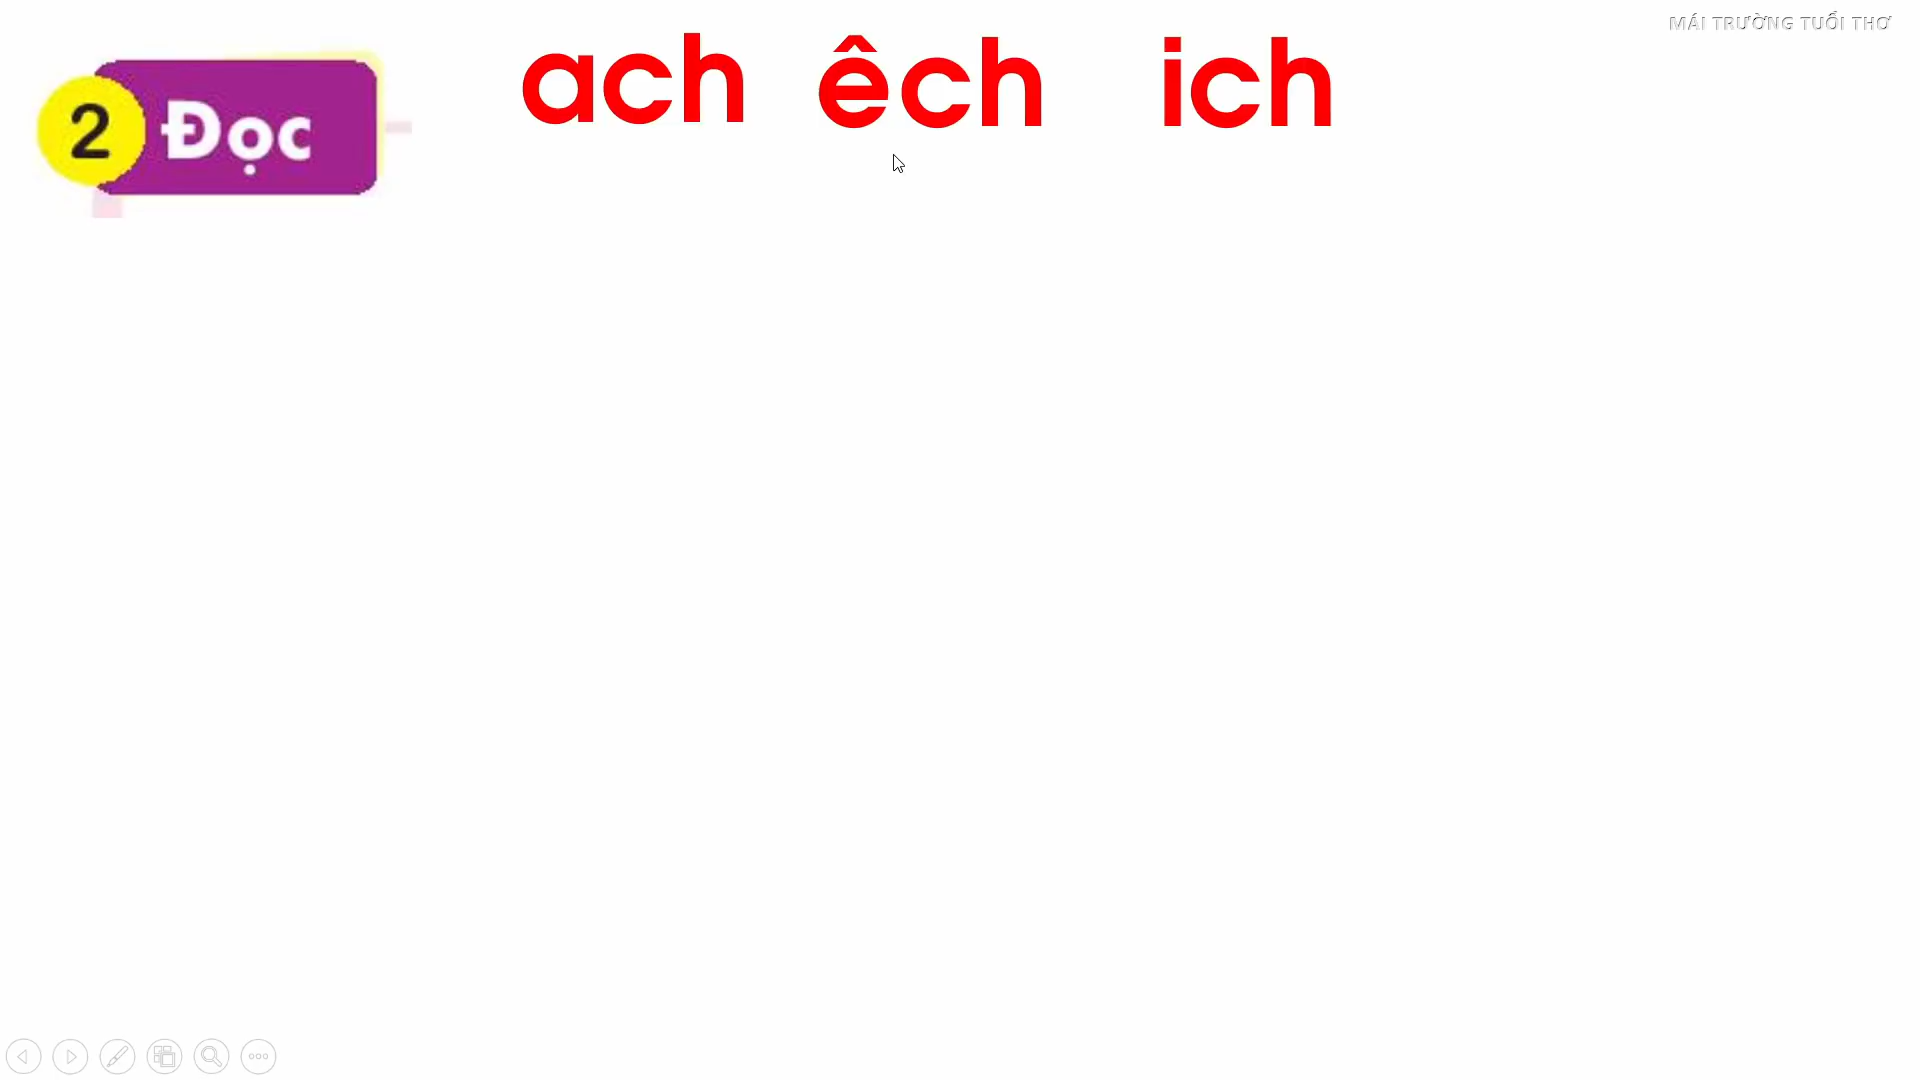 MÁI TRƯỜNG TUỔI THƠ
2 Đọc
ach êch ich